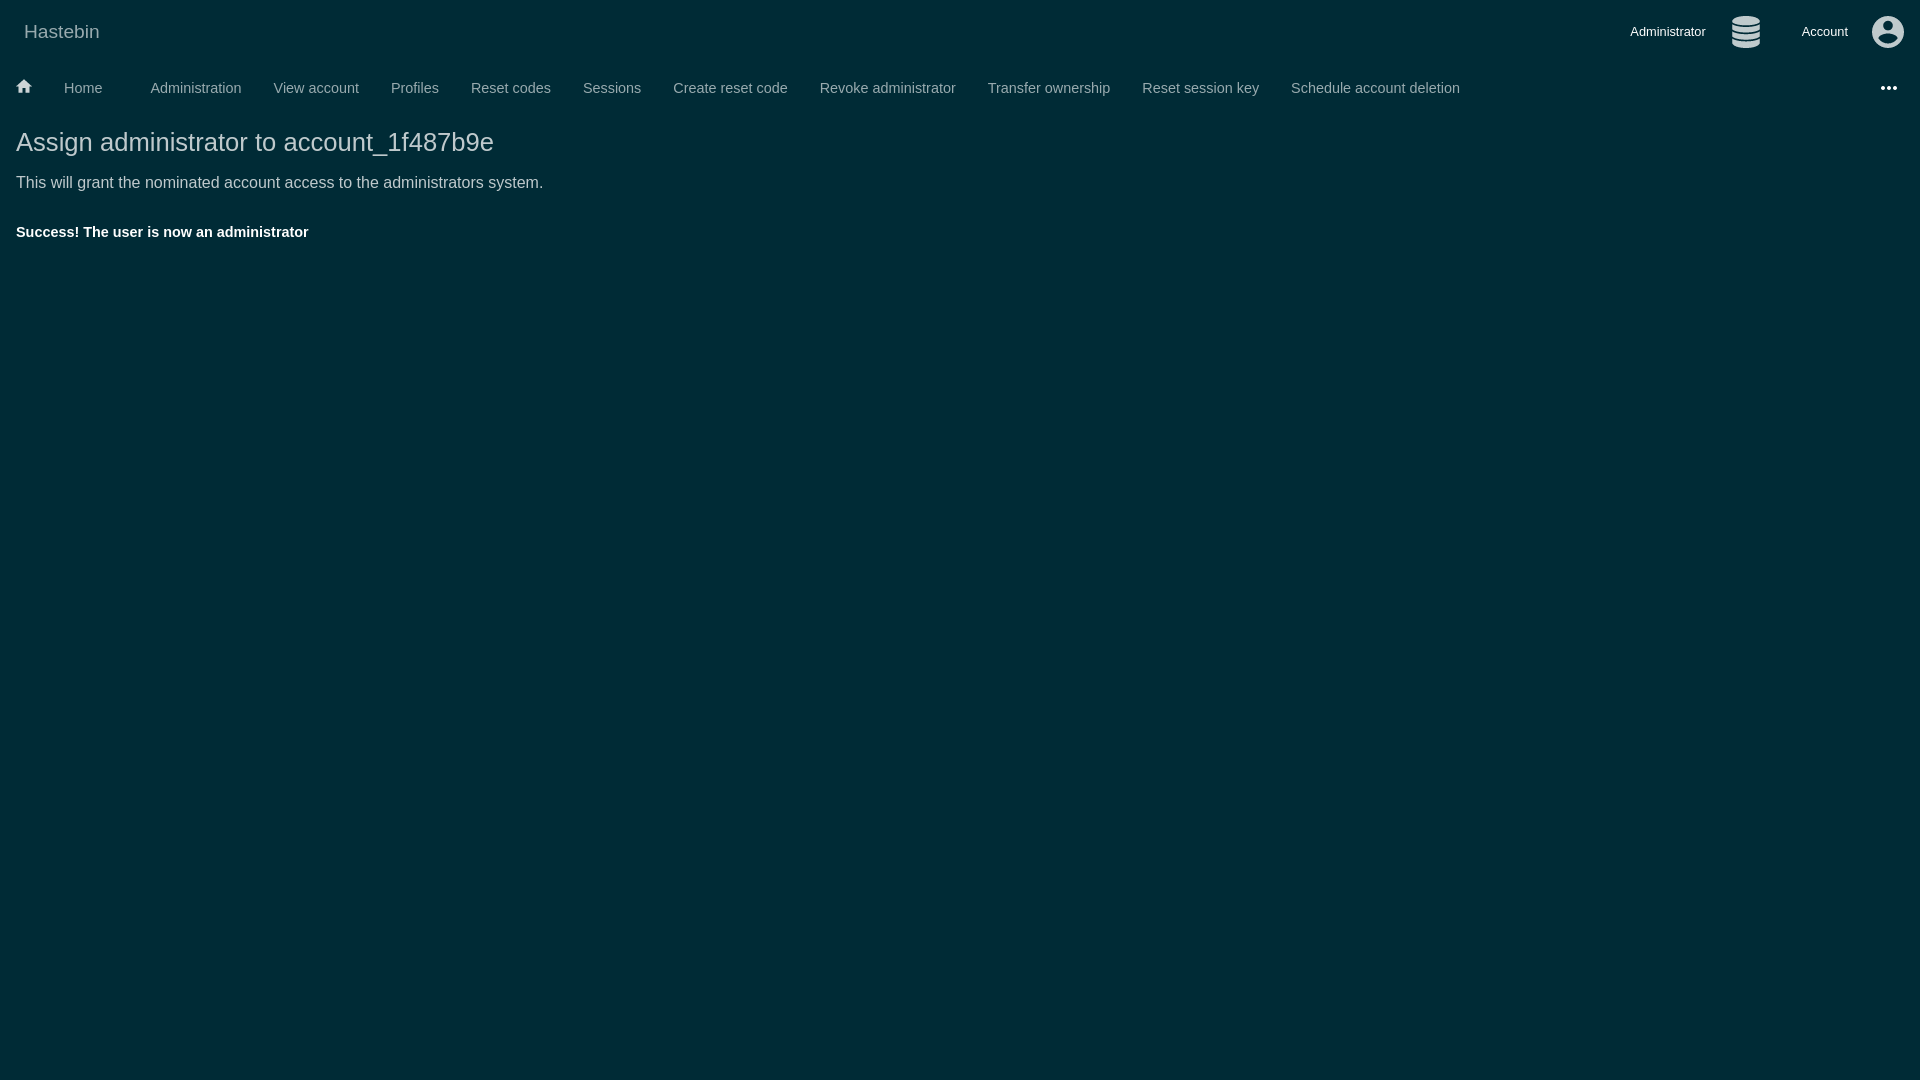 Hastebin
Administrator
Account
Home
Administration
View account
Profiles
Reset codes
Sessions
Create reset code
Revoke administrator
Transfer ownership
Reset session key
Schedule account deletion
Assign administrator to account_1f487b9e
This will grant the nominated account access to the administrators system.
Success! The user is now an administrator